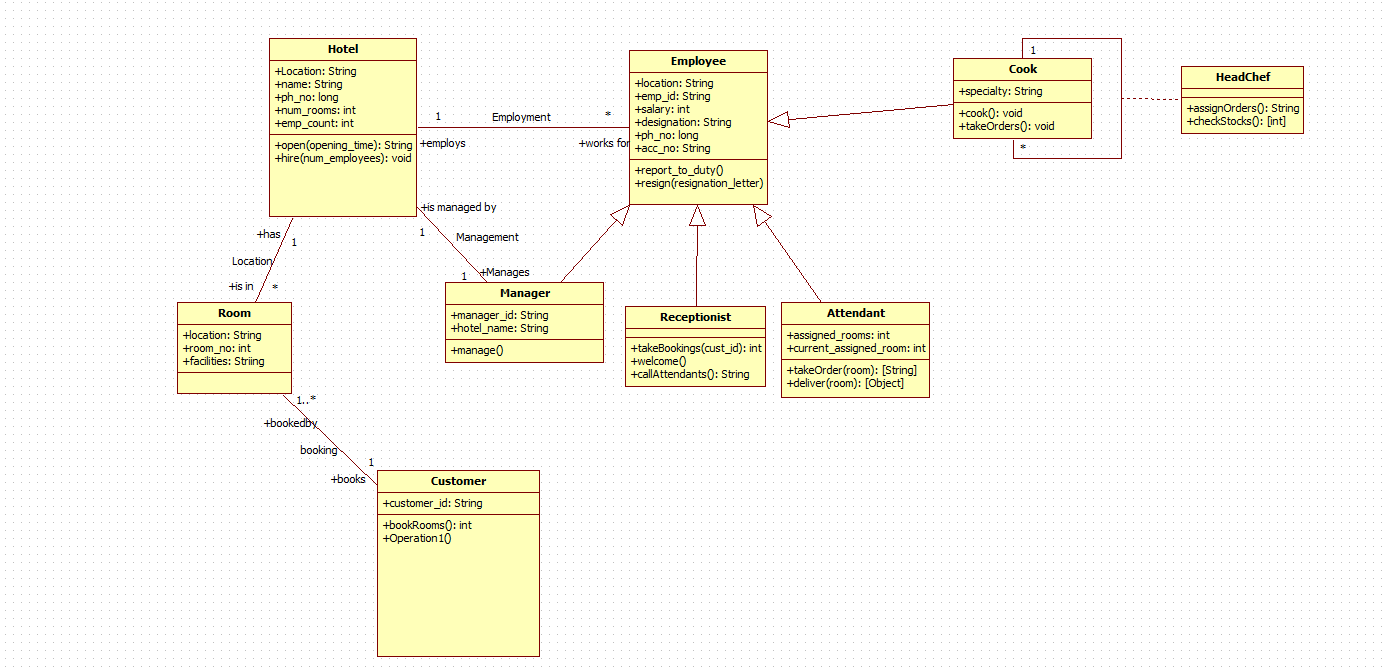 Hotel
+Location: String
+name: String
+ph_no: long
+num_rooms: int
+emp_count: int
+open(opening_time): String
+hire(num_employees): void
1
Employment
*
+employs
+works for
Employee
+location: String
+emp_id: String
+salary: int
+designation: String
+ph_no: long
+acc_no: String
+report_to_duty()
+resign(resignation_letter)
1
Cook
+specialty: String
+cook(): void
+takeOrders(): void
*
HeadChef
+assignOrders(): String
+checkStocks(): [int]
+is managed by
1
Management
1
+Manages
+has
1
Location
+is in
*
Manager
+manager_id: String
+hotel_name: String
+manage()
Room
+location: String
+room_no: int
+facilities: String
Receptionist
+takeBookings(cust_id): int
+welcome()
+callAttendants(): String
Attendant
+assigned_rooms: int
+current_assigned_room: int
+takeOrder(room): [String]
+deliver(room): [Object]
1..*
+bookedby
booking
1
+books
Customer
+customer_id: String
+bookRooms(): int
+Operation1()